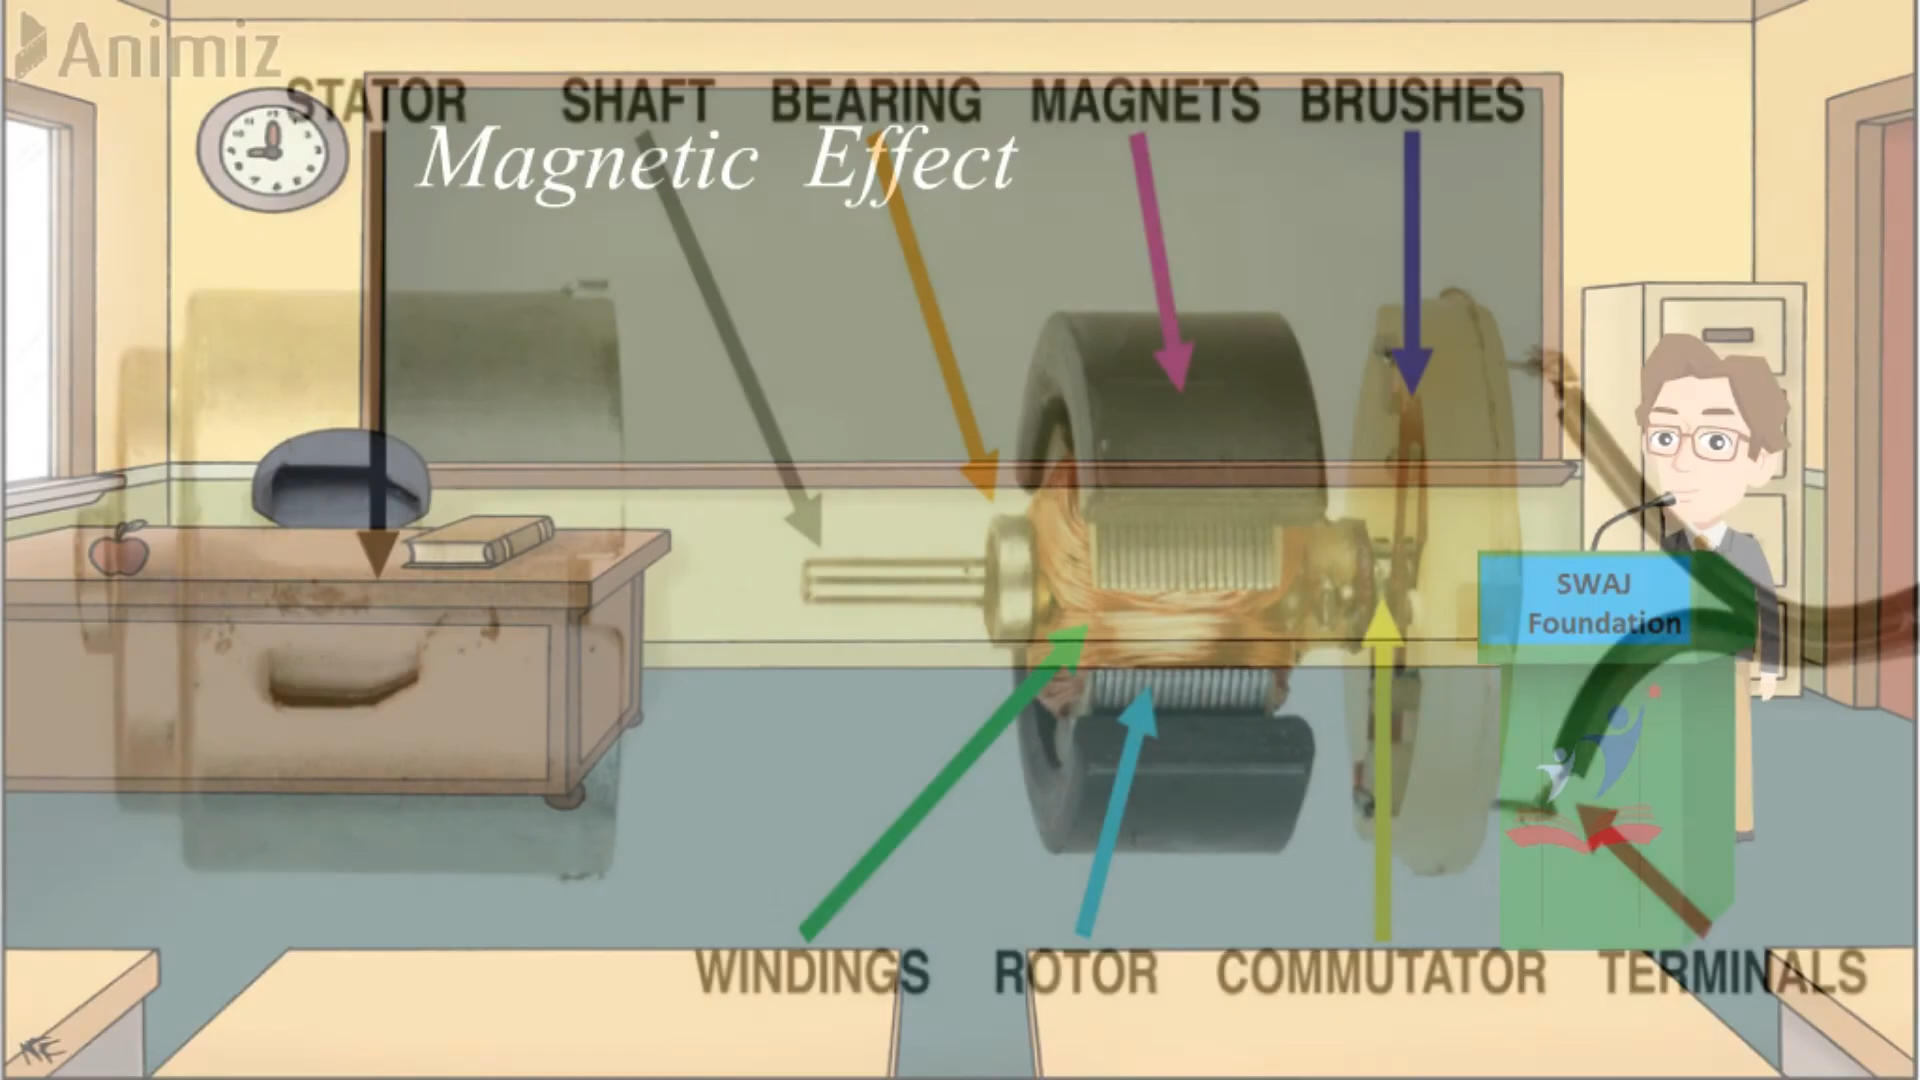 Animiz
STATOR SHAFT BEARING MAGNETS BRUSHES
Magnetic Effect
SWAJ
Foundation
WINDINGS ROTOR COMMUTATOR TERMINALS